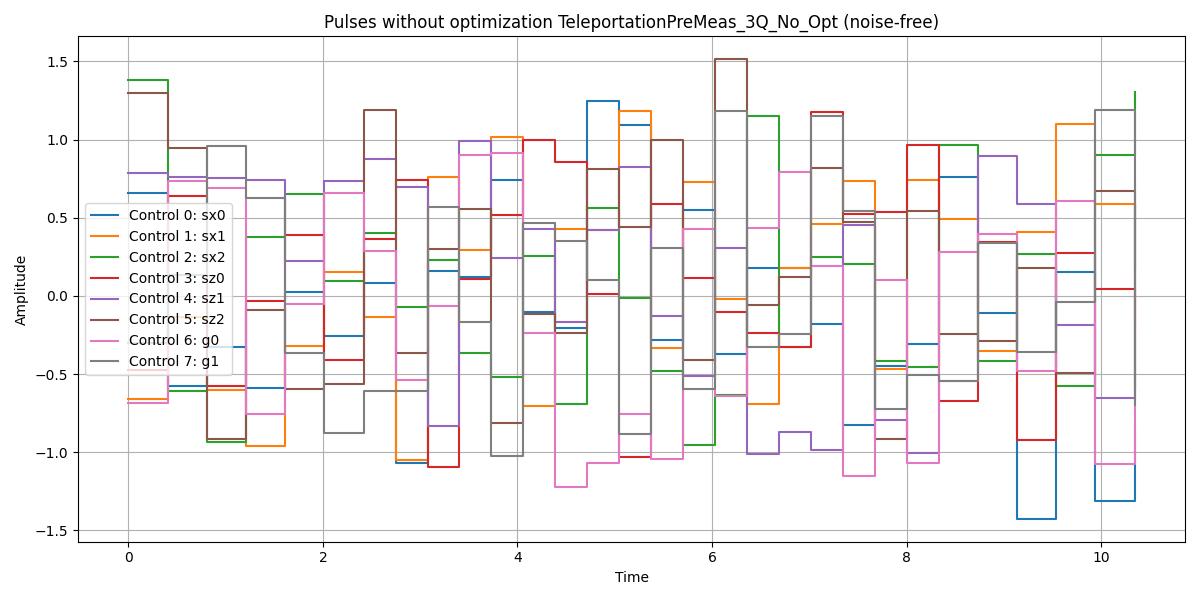 Pulses without optimization TeleportationPreMeas_3Q_No_Opt (noise-free)
1.5
1.0
0.5
0.0
−0.5
−1.0
−1.5
Amplitude
Control 0: sx0
Control 1: sx1
Control 2: sx2
Control 3: sz0
Control 4: sz1
Control 5: sz2
Control 6: g0
Control 7: g1
0 2 4 6 8 10
Time